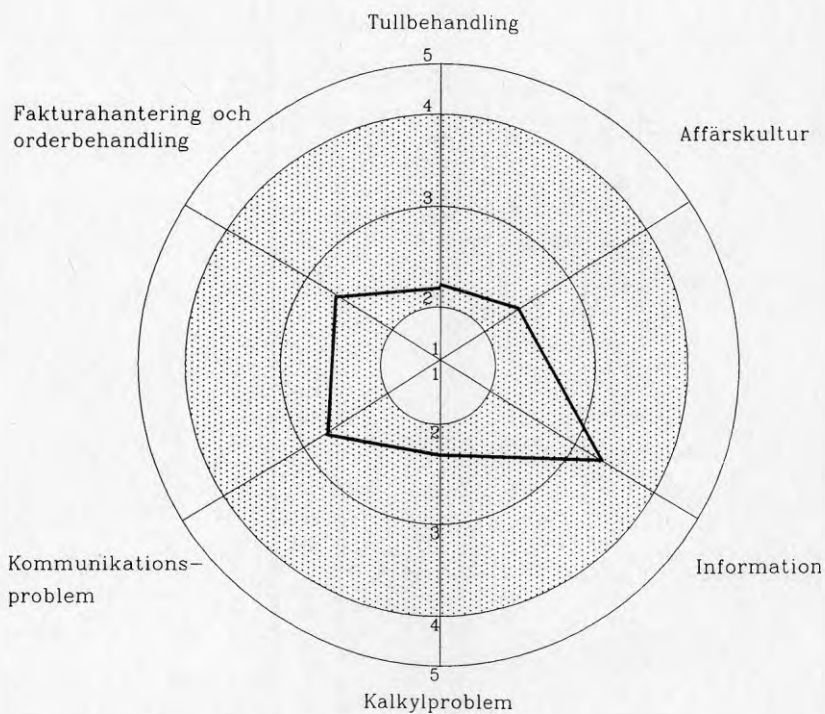 Tullbehandling
5
Fakturahantering och
orderbehandling
4
Affärskultur
3
2
1
1
2
3
Kommunikations-
problem
Information
4
5
Kalkylproblem